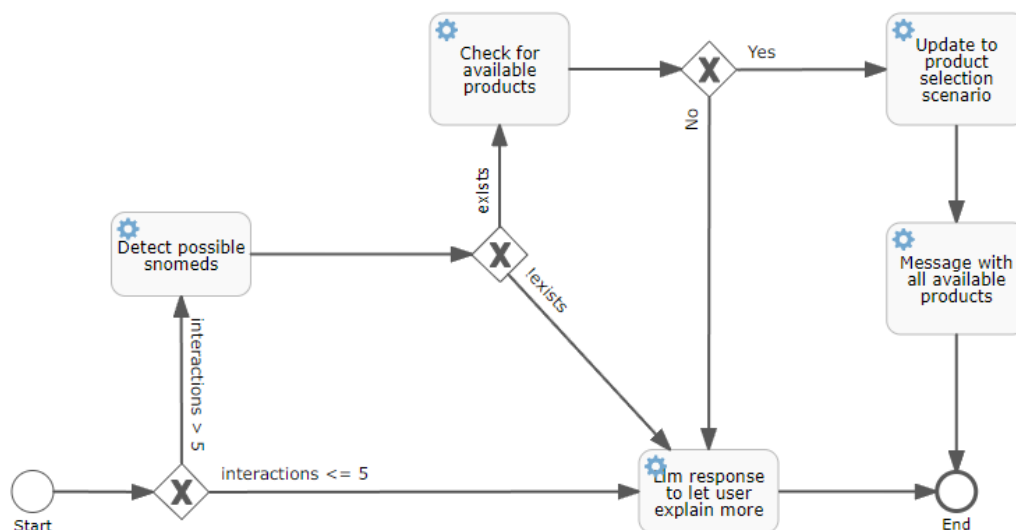 Check for
available
products
Yes
Update to
product
selection
scenario
No
exists
Detect possible
snomeds
!exists
Message with
all available
products
interactions > 5
interactions <= 5
Llm response
to let user
explain more
Start
End